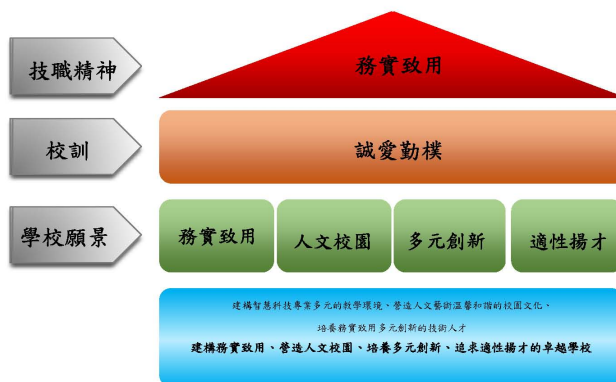 技職精神
務實致用
校訓
誠愛勤樸
學校願景
務實致用
人文校園
多元創新
適性揚才
建構智慧科技專業多元的教學環境、營造人文藝術溫馨和諧的校園文化、
培養務實致用多元創新的技術人才
建構務實致用、營造人文校園、培養多元創新、追求適性揚才的卓越學校